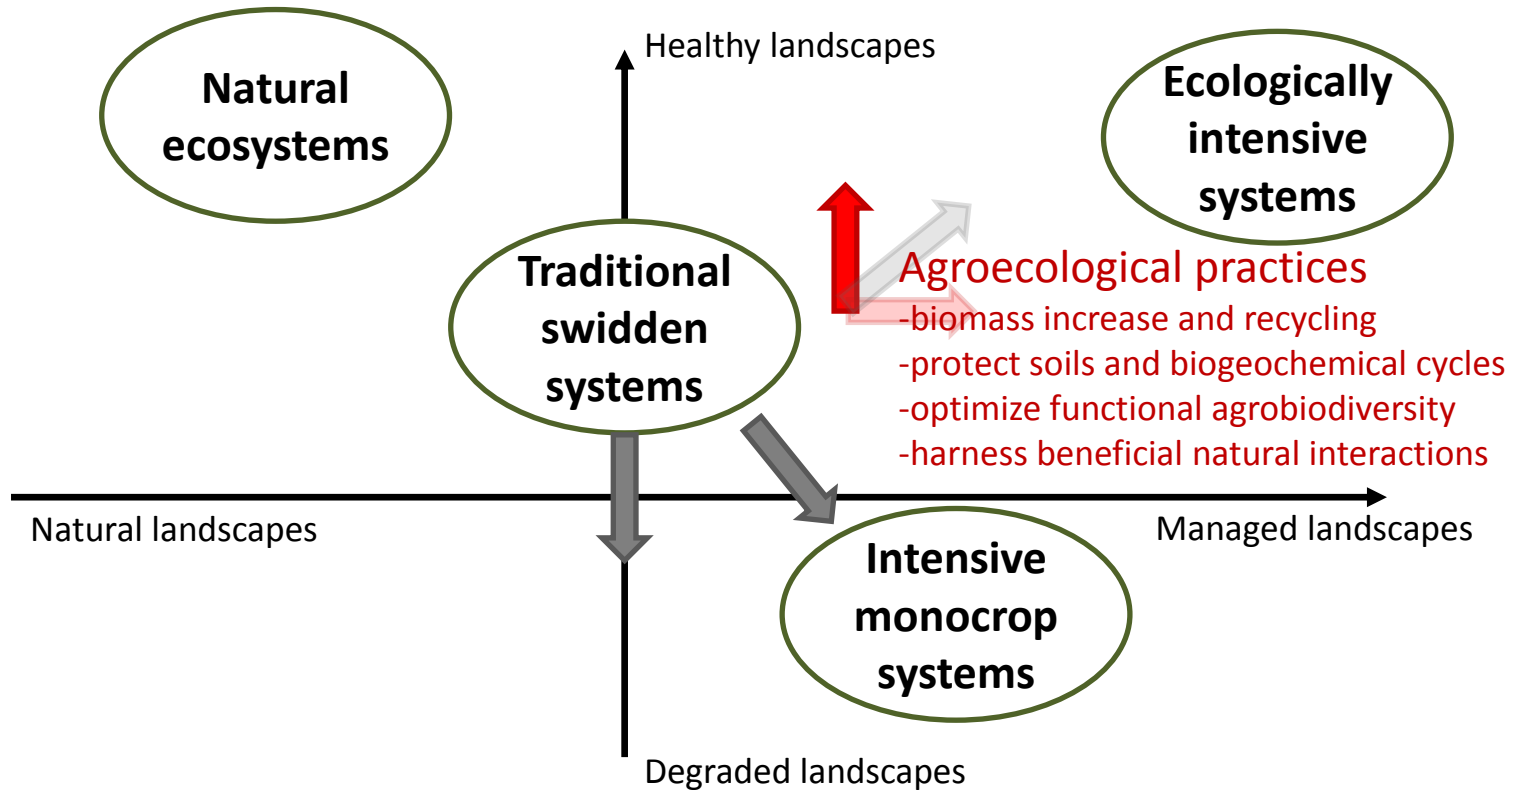 Healthy landscapes
Natural
ecosystems
Ecologically
intensive
systems
Traditional
swidden
systems
Agroecological practices
-biomass increase and recycling
-protect soils and biogeochemical cycles
-optimize functional agrobiodiversity
-harness beneficial natural interactions
Natural landscapes
Managed landscapes
Intensive
monocrop
systems
Degraded landscapes